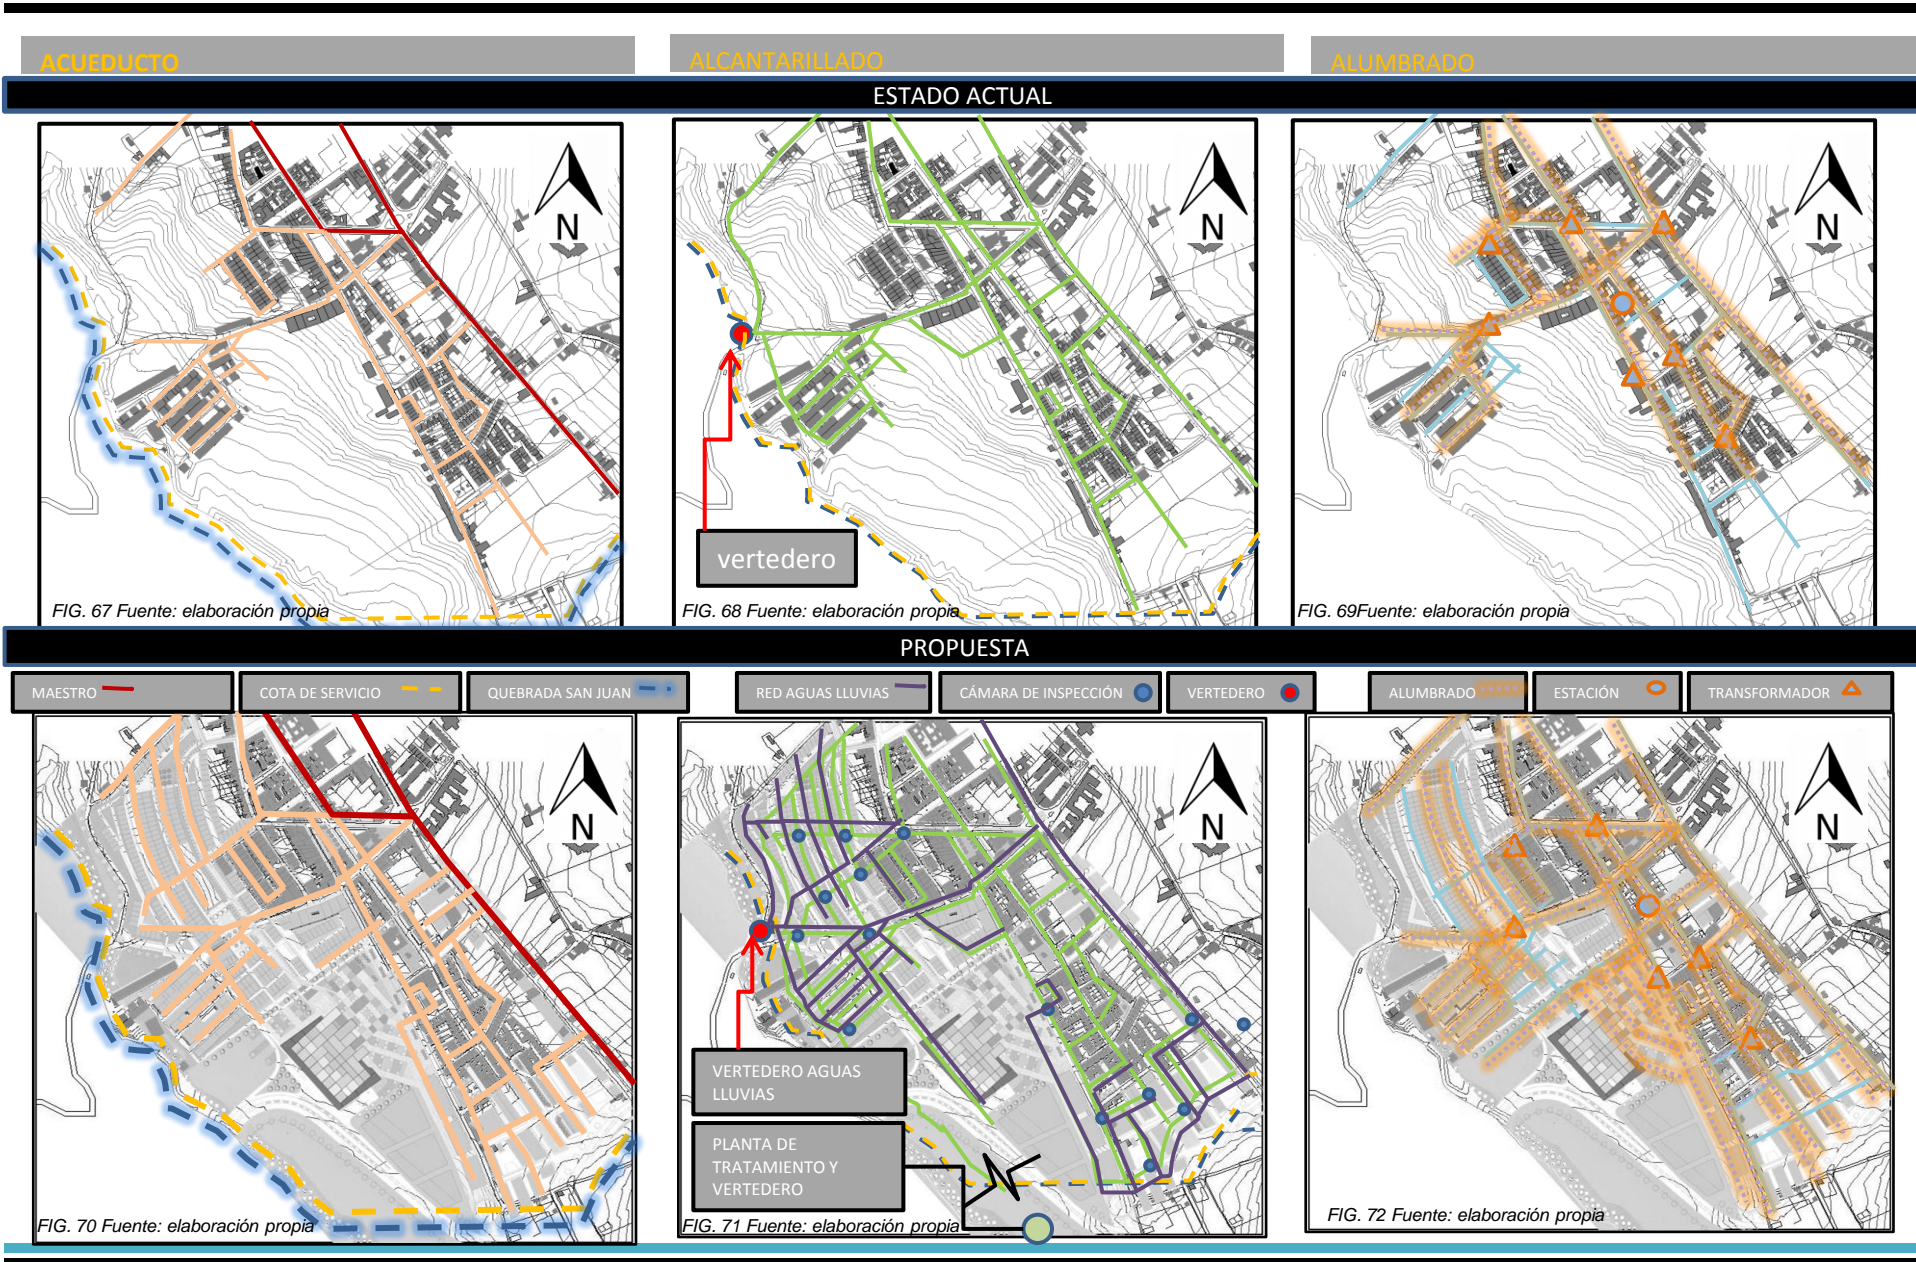 ACUEDUCTO
ALCANTARILLADO
ALUMBRADO
ESTADO ACTUAL
N
N
N
vertedero
FIG. 67 Fuente: elaboración propia
FIG. 68 Fuente: elaboración propia
FIG. 69Fuente: elaboración propia
PROPUESTA
MAESTRO
COTA DE SERVICIO
QUEBRADA SAN JUAN
RED AGUAS LLUVIAS
CÁMARA DE INSPECCIÓN
VERTEDERO
ALUMBRADO
ESTACIÓN
TRANSFORMADOR
N
N
N
VERTEDERO AGUAS
LLUVIAS
PLANTA DE
TRATAMIENTO Y
VERTEDERO
FIG. 70 Fuente: elaboración propia
FIG. 71 Fuente: elaboración propia
FIG. 72 Fuente: elaboración propia